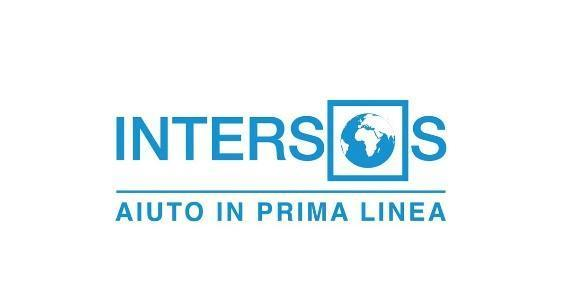 INTERSOS
AIUTO IN PRIMA LINEA